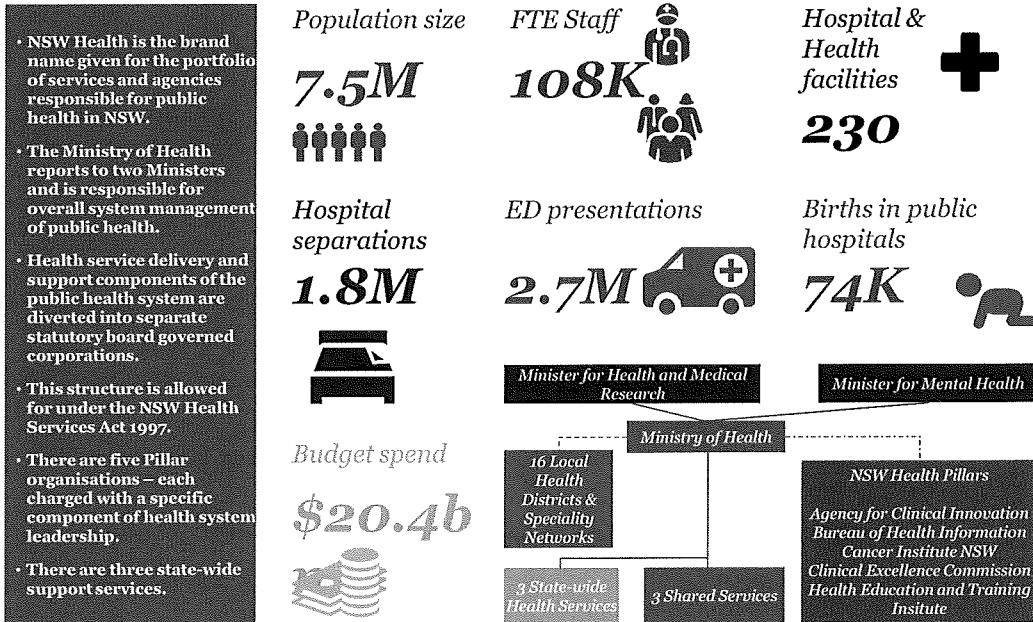 • NSW Health is the brand
name given for the portfolio
of services and agencies
responsible for public
health in NSW.
• The Ministry of Health
reports to two Ministers
and is responsible for
overall system management
of public health.
• Health service delivery and
support components of the
public health system are
diverted into separate
statutory board governed
corporations.
• This structure is allowed
for under the NSW Health
Services Act 1997.
• There are five Pillar
organisations – each
charged with a specific
component of health system
leadership.
• There are three state-wide
support services.
Population size
7.5M
FTE Staff
108K
Hospital &
Health
facilities
230
Hospital
separations
1.8M
ED presentations
2.7M
Births in public
hospitals
74K
Budget spend
$20.4b
Minister for Health and Medical
Research
Minister for Mental Health
Ministry of Health
16 Local
Health
Districts &
Speciality
Networks
3 State-wide
Health Services
3 Shared Services
NSW Health Pillars
Agency for Clinical Innovation
Bureau of Health Information
Cancer Institute NSW
Clinical Excellence Commission
Health Education and Training
Insitute